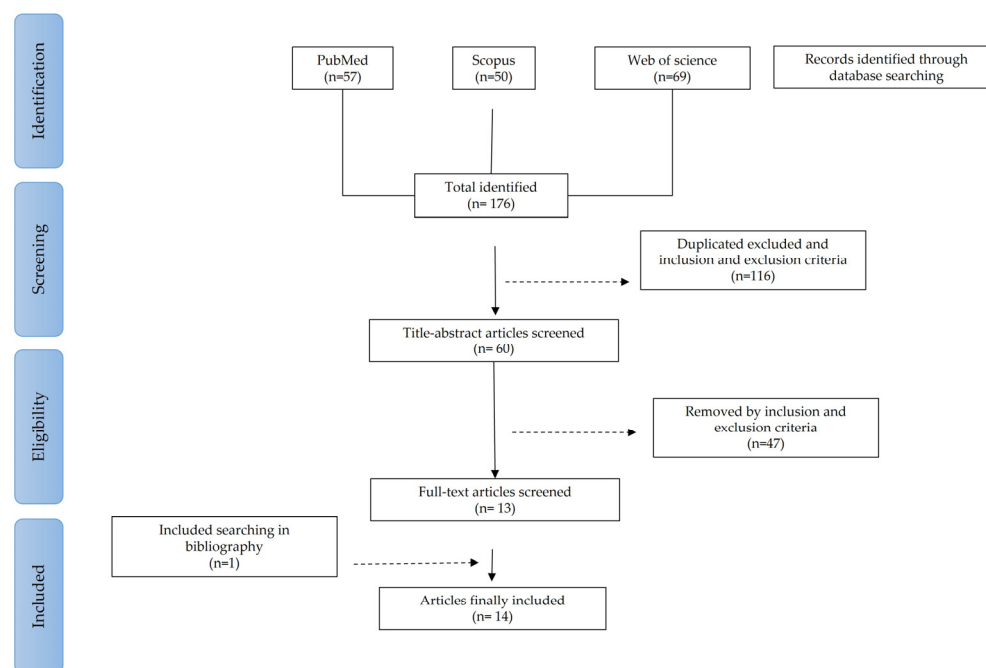 Identification
PubMed
(n=57)
Scopus
(n=50)
Web of science
(n=69)
Records identified through
database searching
Total identified
(n= 176)
Screening
Duplicated excluded and
inclusion and exclusion criteria
(n=116)
Title-abstract articles screened
(n= 60)
Eligibility
Removed by inclusion and
exclusion criteria
(n=47)
Full-text articles screened
(n= 13)
Included
Included searching in
bibliography
(n=1)
Articles finally included
(n= 14)